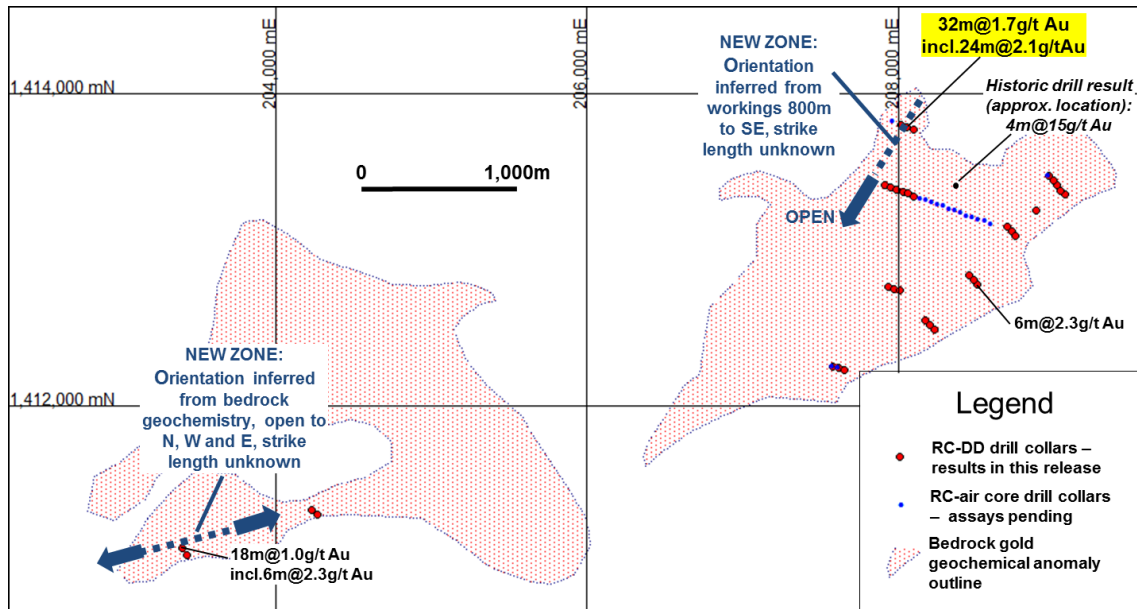 204,000 mE
206,000 mE
208,000 mE
1,414,000 mN
1,412,000 mN
32m@1.7g/t Au
incl.24m@2.1g/tAu
NEW ZONE:
Orientation
inferred from
workings 800m
to SE, strike
length unknown
Historic drill result
(approx. location):
4m@15g/t Au
0
1,000m
OPEN
6m@2.3g/t Au
NEW ZONE:
Orientation inferred
from bedrock
geochemistry, open to
N, W and E, strike
length unknown
18m@1.0g/t Au
incl.6m@2.3g/t Au
Legend
RC-DD drill collars –
results in this release
RC-air core drill collars
– assays pending
Bedrock gold
geochemical anomaly
outline